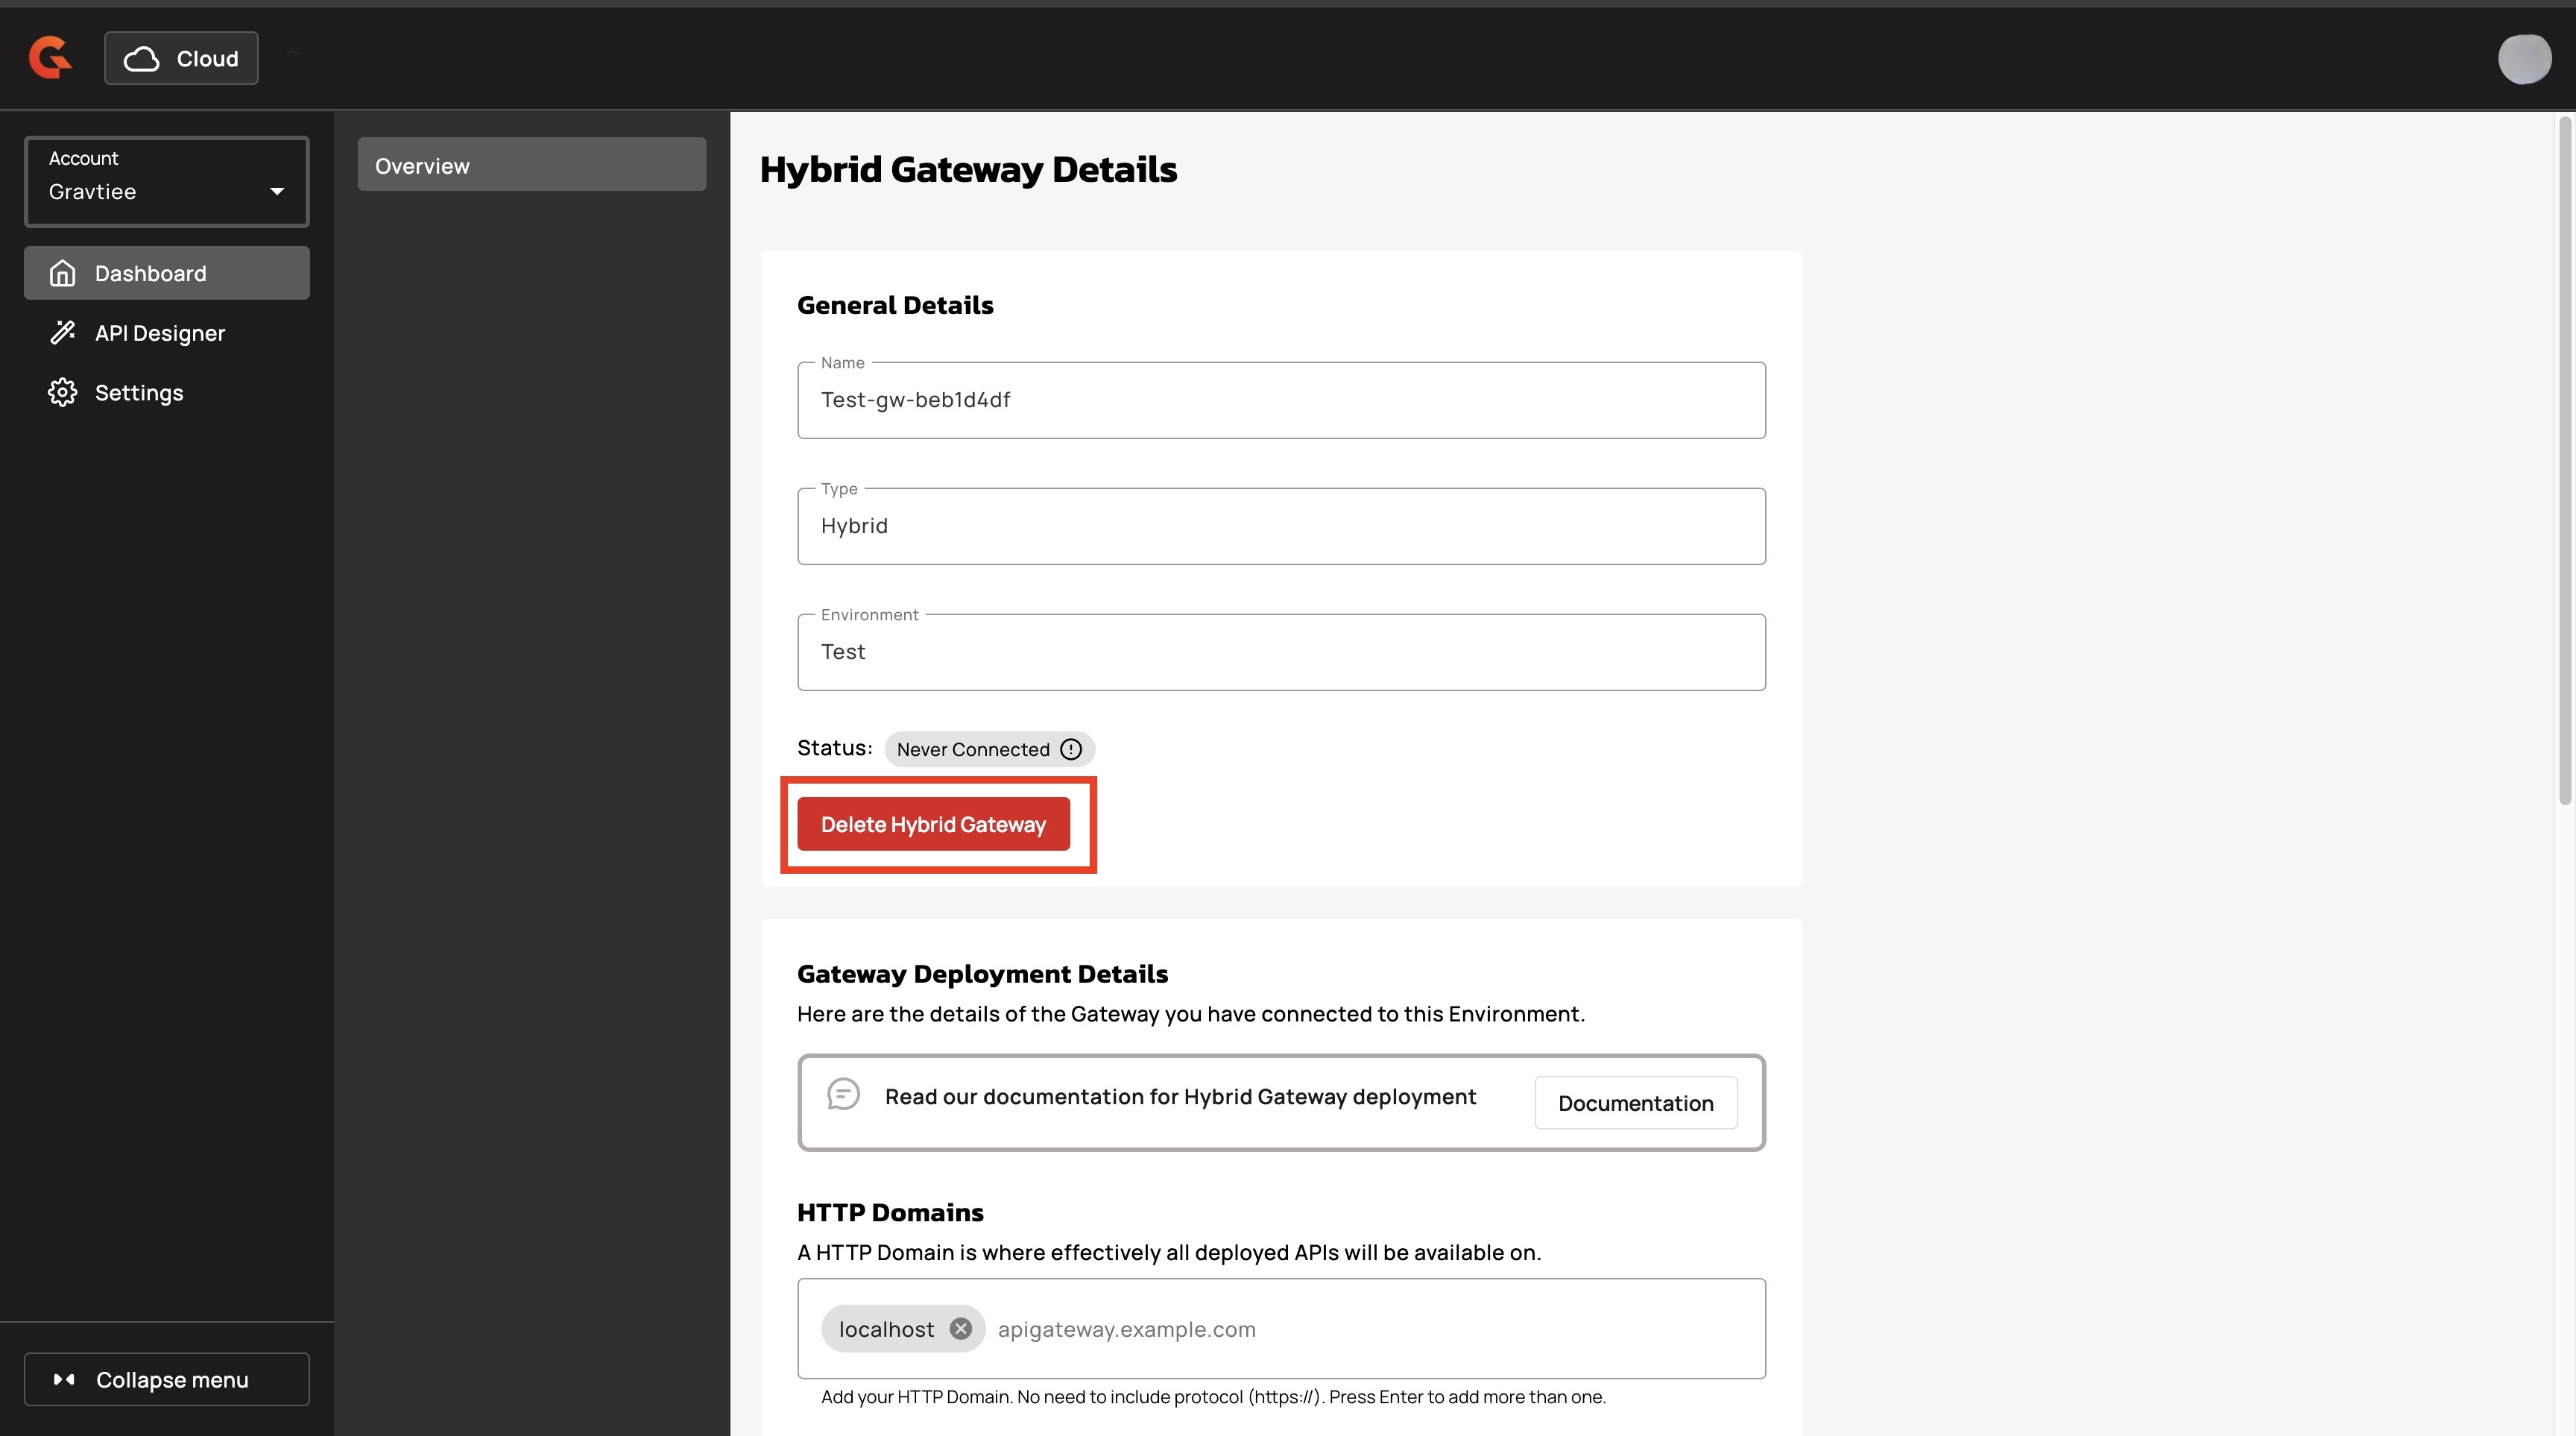 Cloud
Account
Gravtiee
Dashboard
API Designer
Settings
Collapse menu
Overview
Hybrid Gateway Details
General Details
Name
Test-gw-beb1d4df
Type
Hybrid
Environment
Test
Status: Never Connected
Delete Hybrid Gateway
Gateway Deployment Details
Here are the details of the Gateway you have connected to this Environment.
Read our documentation for Hybrid Gateway deployment
Documentation
HTTP Domains
A HTTP Domain is where effectively all deployed APIs will be available on.
localhost apigateway.example.com
Add your HTTP Domain. No need to include protocol (https://). Press Enter to add more than one.